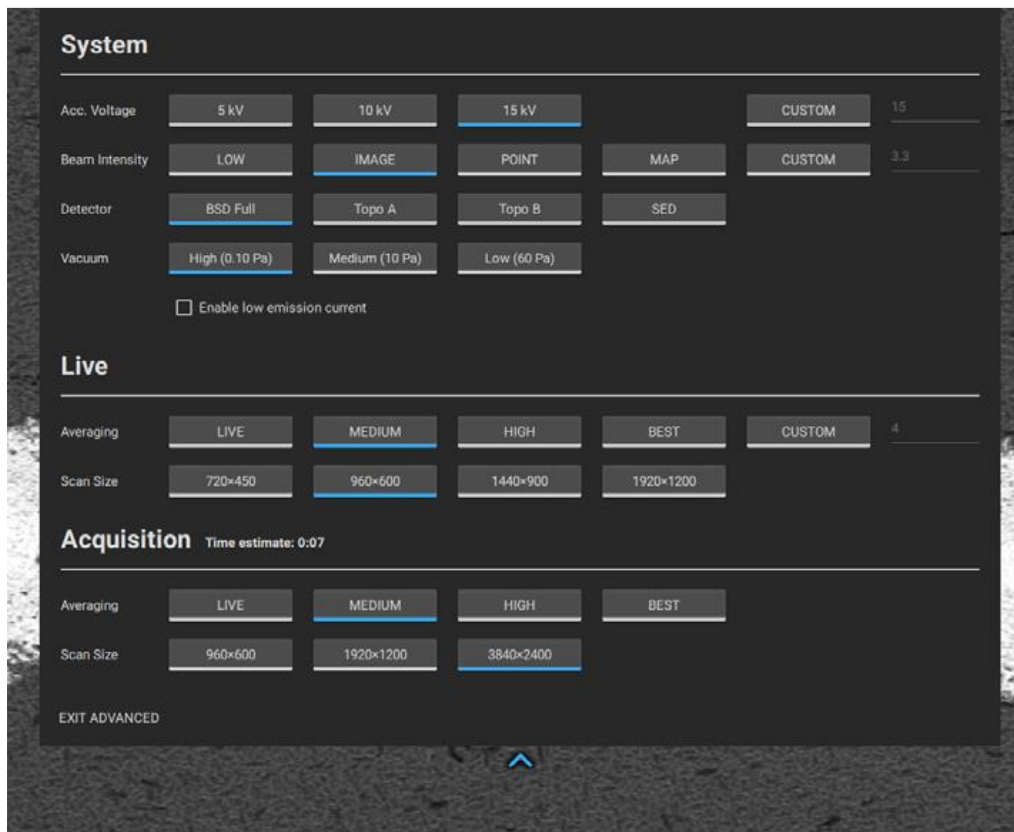 System
Acc. Voltage 5 kV 10 kV 15 kV CUSTOM 15
Beam Intensity LOW IMAGE POINT MAP CUSTOM 3.3
Detector BSD Full Topo A Topo B SED
Vacuum High (0.10 Pa) Medium (10 Pa) Low (60 Pa)
Enable low emission current
Live
Averaging LIVE MEDIUM HIGH BEST CUSTOM 4
Scan Size 720×450 960×600 1440×900 1920×1200
Acquisition Time estimate: 0:07
Averaging LIVE MEDIUM HIGH BEST
Scan Size 960×600 1920×1200 3840×2400
EXIT ADVANCED